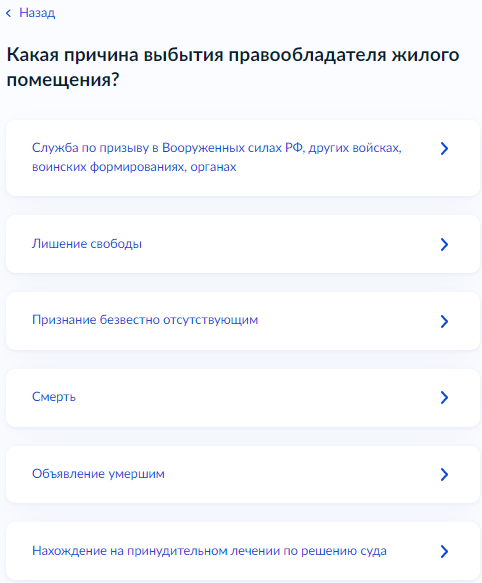 Назад
Какая причина выбытия правообладателя жилого
помещения?
Служба по призыву в Вооруженных силах РФ, других войсках,
воинских формированиях, органах
Лишение свободы
Признание безвестно отсутствующим
Смерть
Объявление умершим
Нахождение на принудительном лечении по решению суда